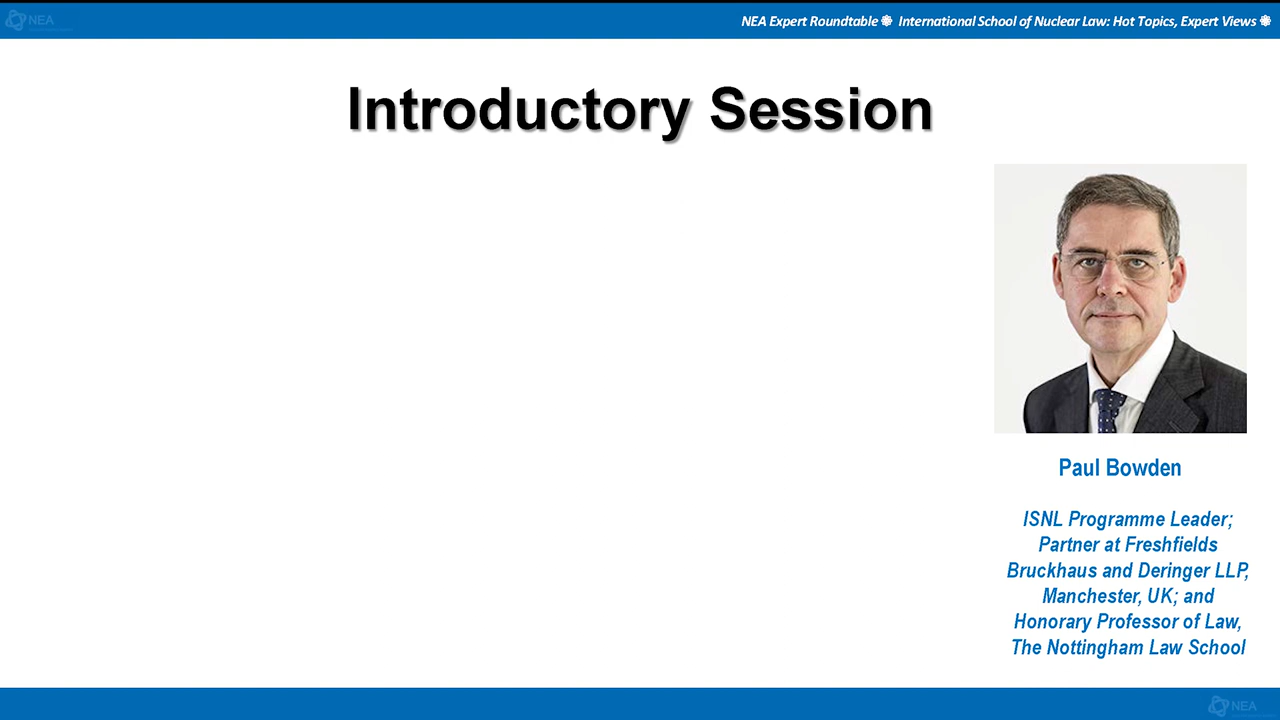 NEA
NEA Expert Roundtable ❃ International School of Nuclear Law: Hot Topics, Expert Views ❃
Introductory Session
Paul Bowden
ISNL Programme Leader;
Partner at Freshfields
Bruckhaus and Deringer LLP,
Manchester, UK; and
Honorary Professor of Law,
The Nottingham Law School
NEA